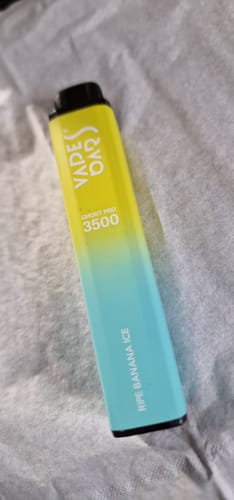 VAPES
BARS
GHOST PRO
3500
RIPE BANANA ICE